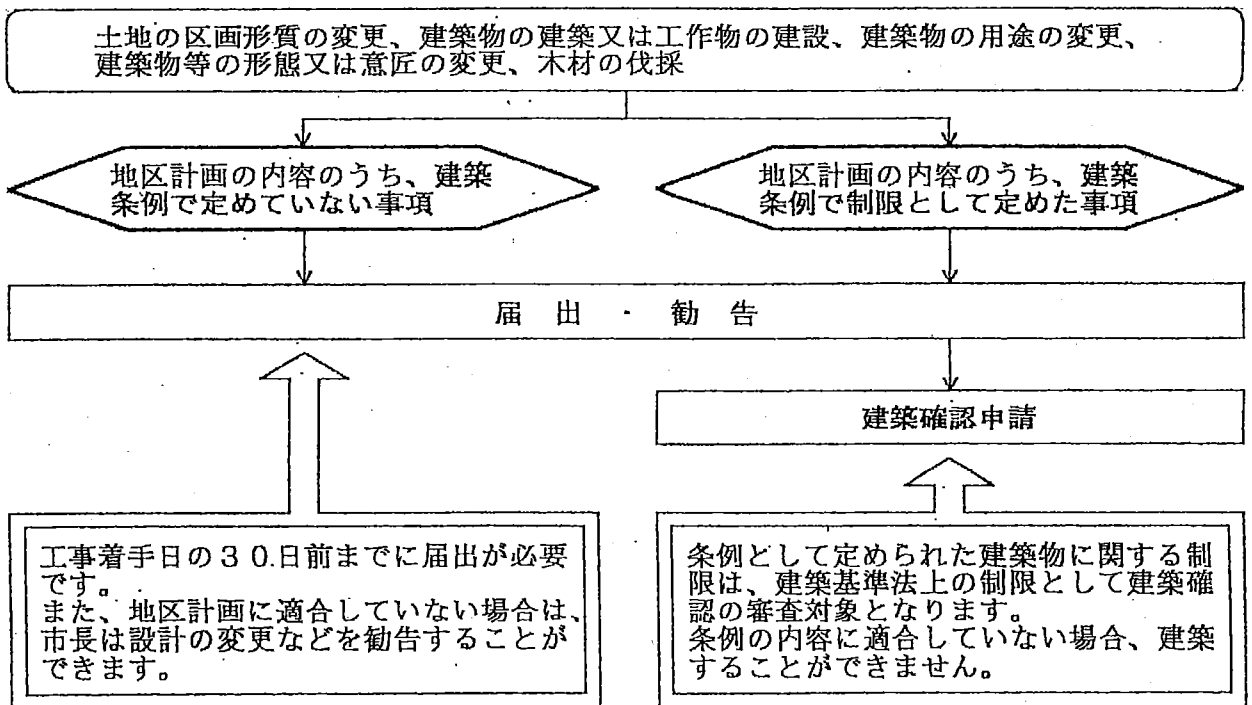 土地の区画形質の変更、建築物の建築又は工作物の建設、建築物の用途の変更、
建築物等の形態又は意匠の変更、木材の伐採
地区計画の内容のうち、建築
条例で定めていない事項
地区計画の内容のうち、建築
条例で制限として定めた事項
届出・勧告
建築確認申請
工事着手日の30.日前までに届出が必要
です。
また、地区計画に適合していない場合は、
市長は設計の変更などを勧告することが
できます。
条例として定められた建築物に関する制
限は、建築基準法上の制限として建築確
認の審査対象となります。
条例の内容に適合していない場合、建築
することができません。